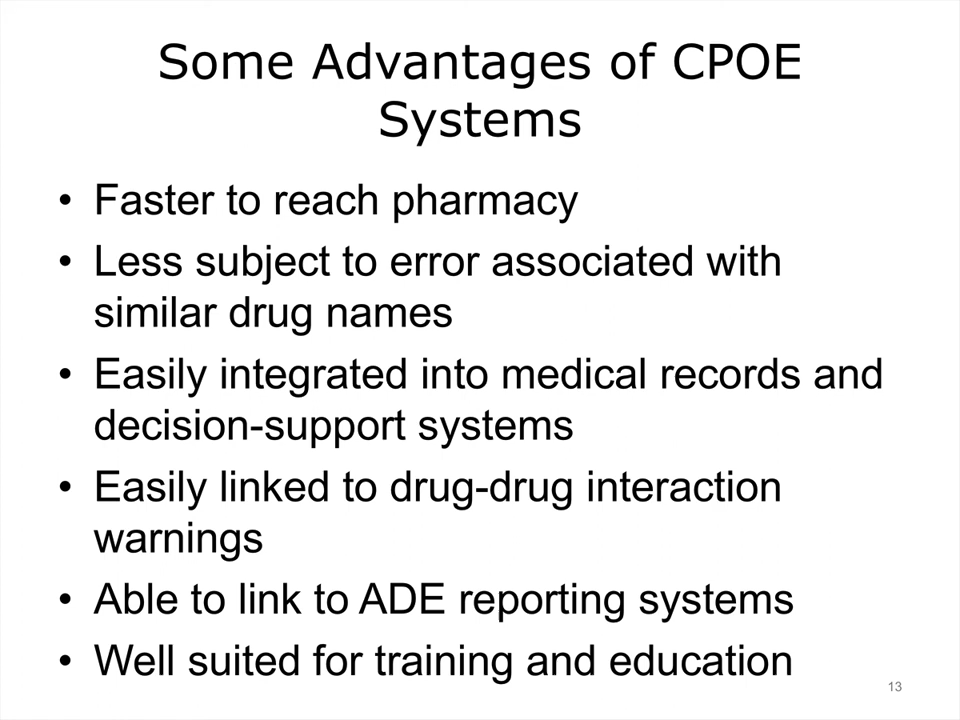 Some Advantages of CPOE
Systems
• Faster to reach pharmacy
• Less subject to error associated with
similar drug names
• Easily integrated into medical records and
decision-support systems
• Easily linked to drug-drug interaction
warnings
• Able to link to ADE reporting systems
• Well suited for training and education
13